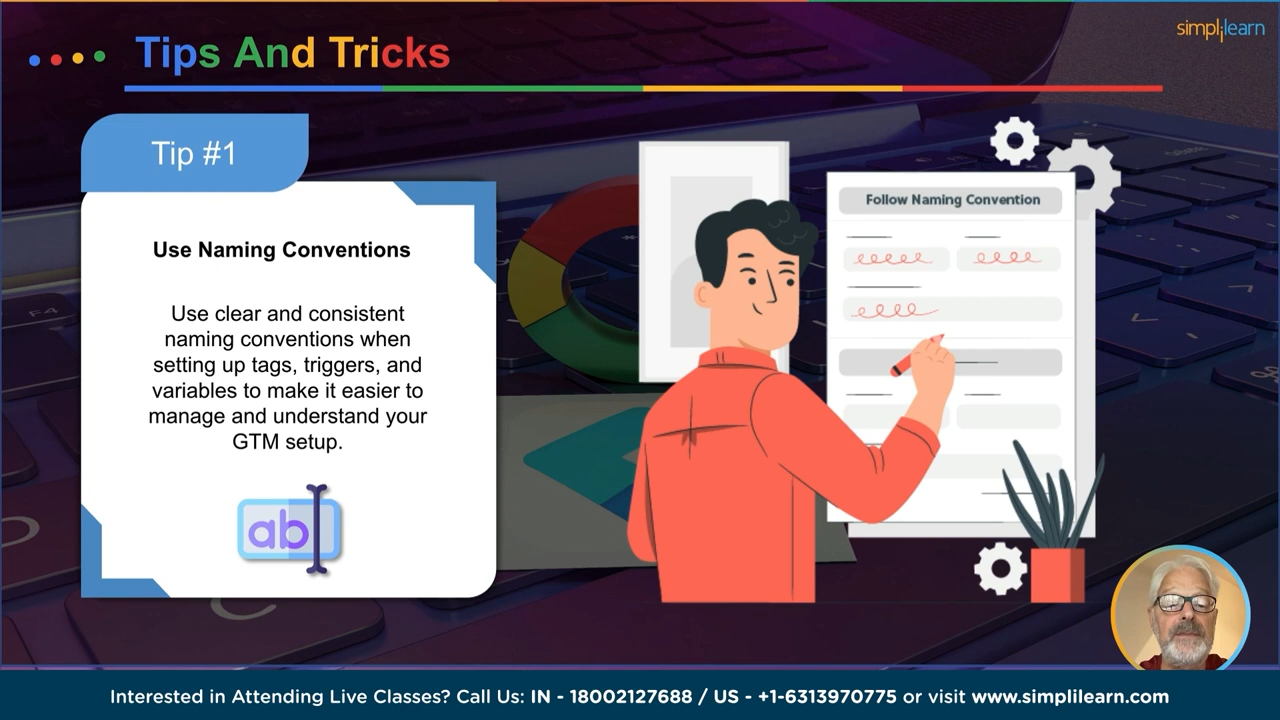 simplilearn
Tips And Tricks
Tip #1
Use Naming Conventions
Use clear and consistent
naming conventions when
setting up tags, triggers, and
variables to make it easier to
manage and understand your
GTM setup.
ab
Follow Naming Convention
F4
Interested in Attending Live Classes? Call Us: IN - 18002127688 / US - +1-6313970775 or visit www.simplilearn.com